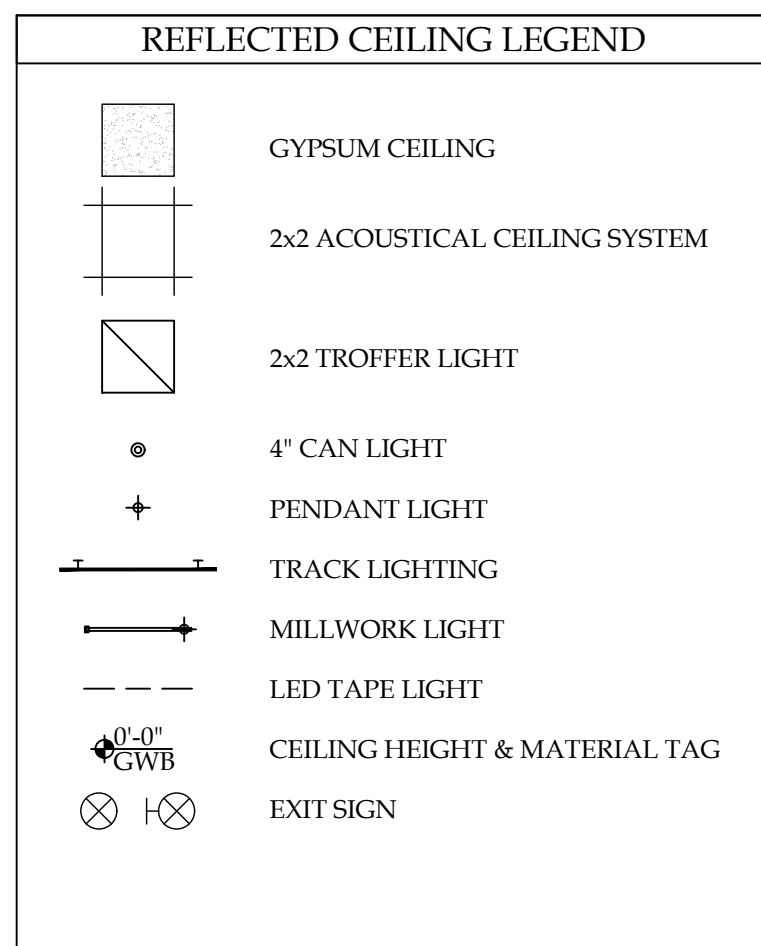 REFLECTED CEILING LEGEND
GYPSUM CEILING
2x2 ACOUSTICAL CEILING SYSTEM
2x2 TROFFER LIGHT
4" CAN LIGHT
PENDANT LIGHT
TRACK LIGHTING
MILLWORK LIGHT
LED TAPE LIGHT
0'-0"
GWB
CEILING HEIGHT & MATERIAL TAG
EXIT SIGN